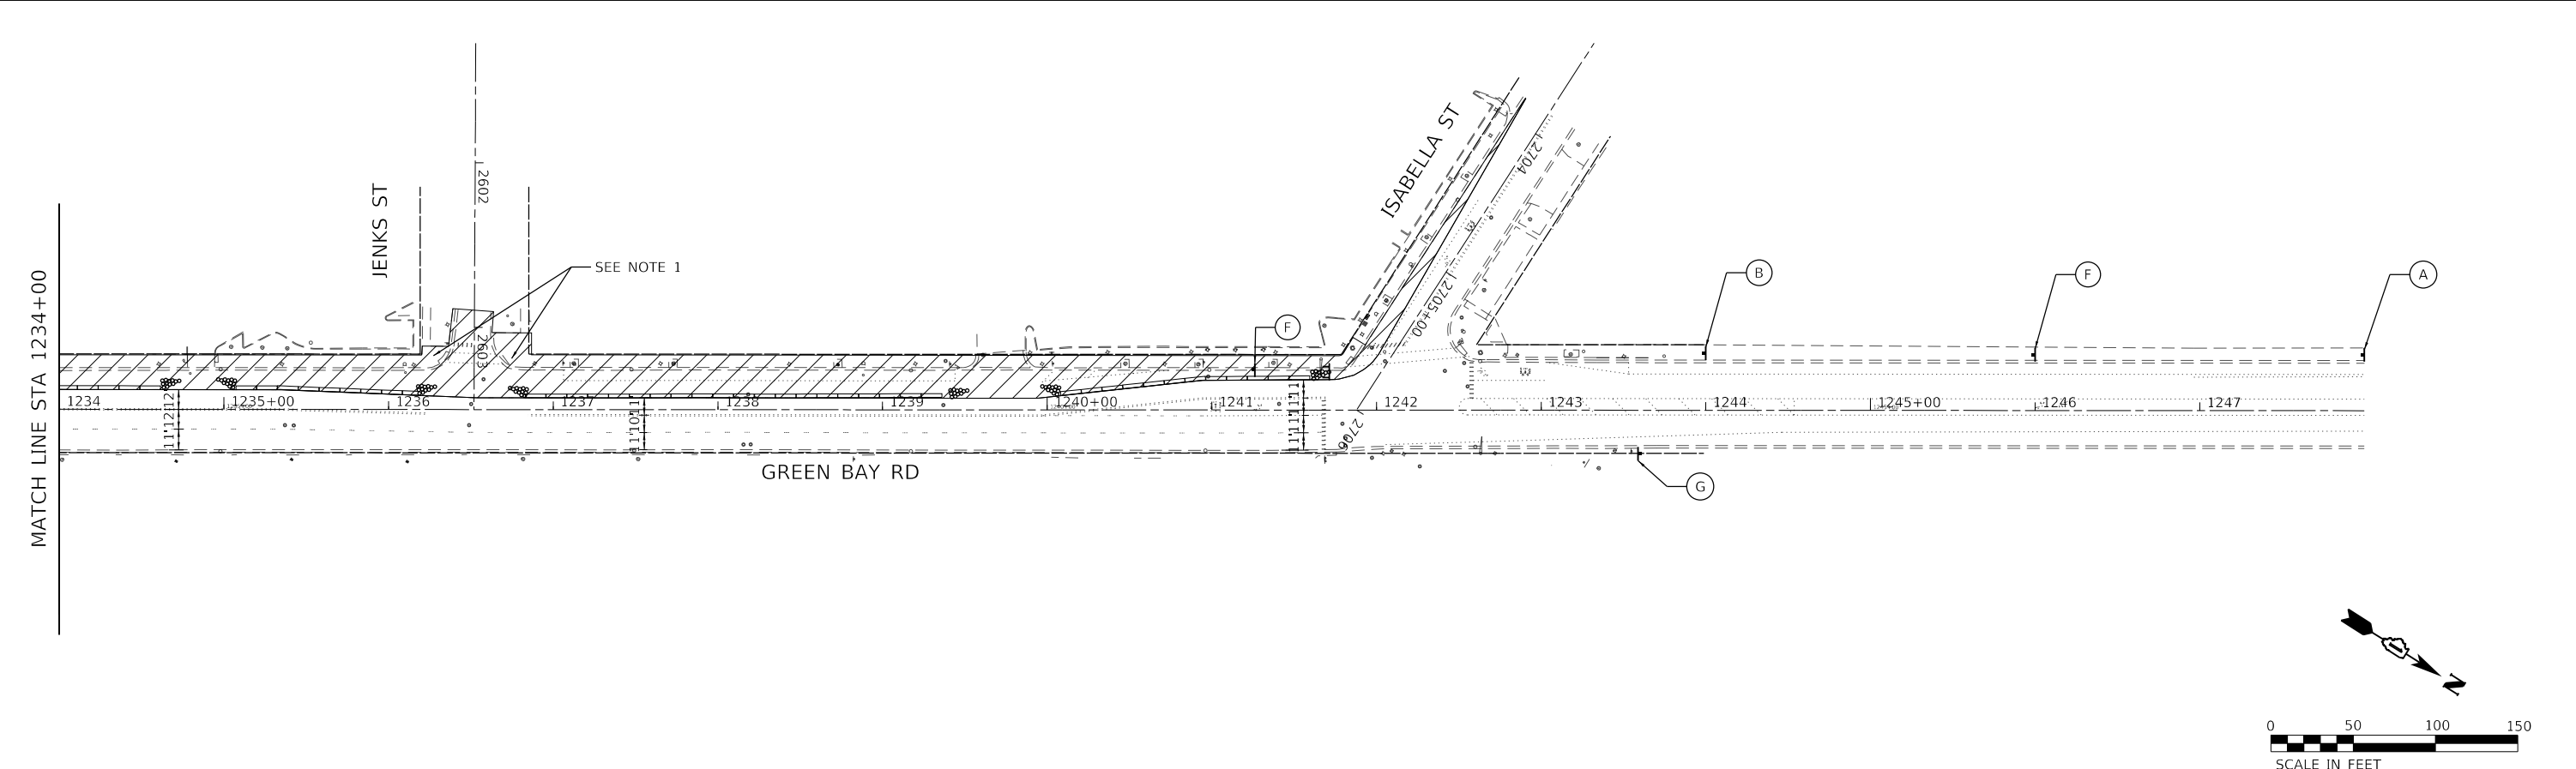 MATCH LINE STA 1234+00
JENKS ST
2602
2603
SEE NOTE 1
ISABELLA ST
2704
2705+00
2706
F
B
F
A
G
1234
1235+00
1236
1237
1238
1239
1240+00
1241
1242
1243
1244
1245+00
1246
1247
11' 12' 12'
11' 10' 11'
11' 11' 11'
GREEN BAY RD
N
0 50 100 150
SCALE IN FEET